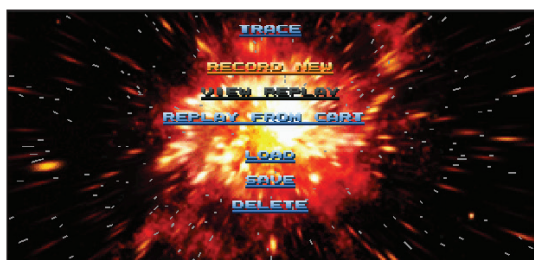 TRACE
RECORD NEW
VIEW REPLAY
REPLAY FROM CART
LOAD
SAVE
DELETE